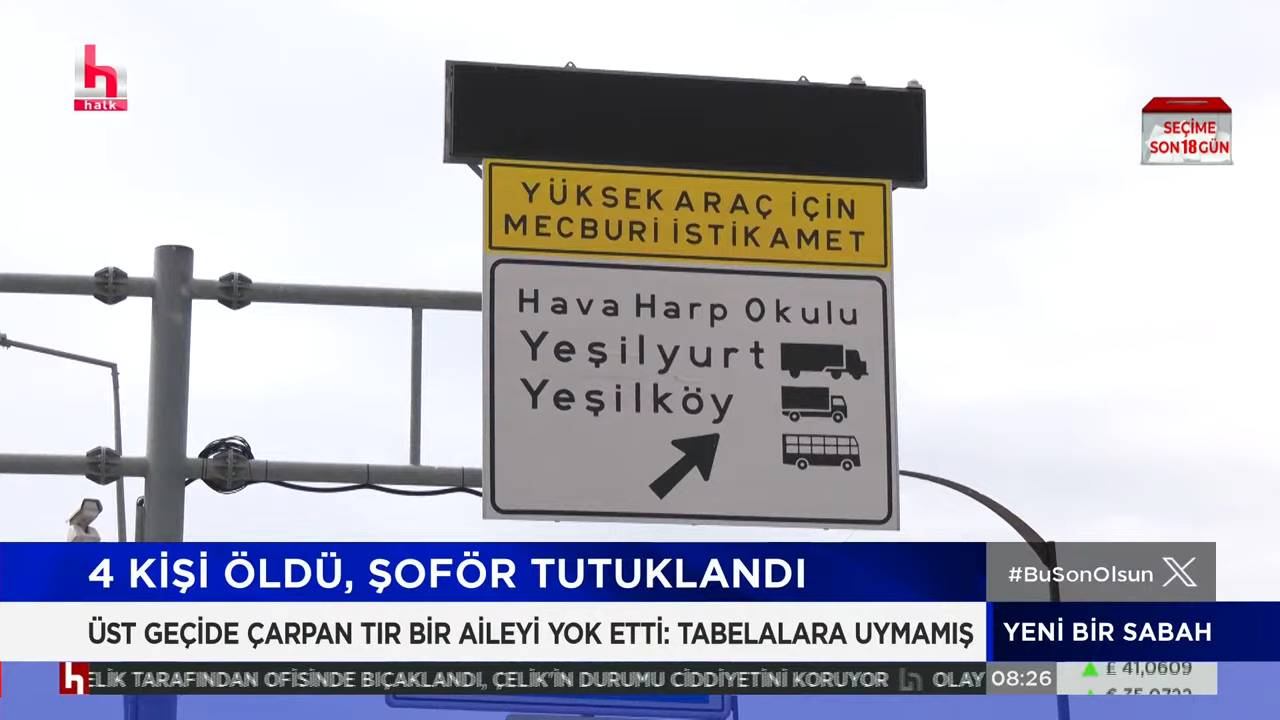 h
halk
SEÇİME
SON 18 GÜN
YÜKSEK ARAÇ İÇİN
MECBURİ İSTİKAMET
Hava Harp Okulu
Yeşilyurt
Yeşilköy
4 KİŞİ ÖLDÜ, ŞOFÖR TUTUKLANDI
#BuSonOlsun X
ÜST GEÇİDE ÇARPAN TIR BİR AİLEYİ YOK ETTİ: TABELALARA UYMAMIŞ
YENİ BİR SABAH
h ELİK TARAFINDAN OFİSİNDE BIÇAKLANDI, ÇELİK'İN DURUMU CİDDİYETİNİ KORUYOR h OLAY
08:26
£ 41,0609